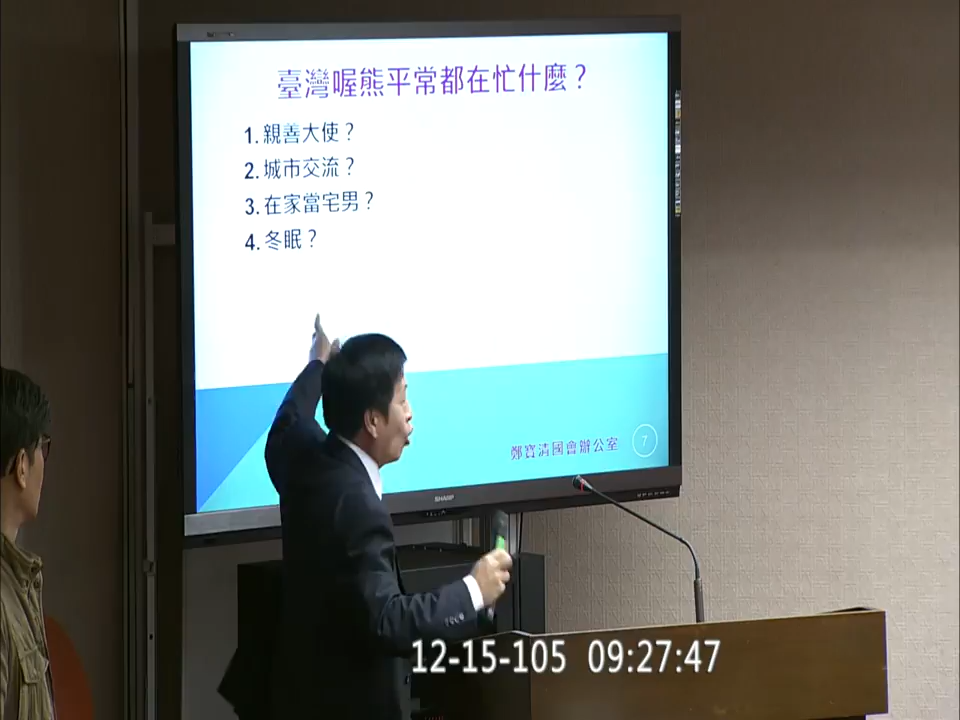 臺灣喔熊平常都在忙什麼？
1. 親善大使？
2. 城市交流？
3. 在家當宅男？
4. 冬眠？
鄭寶清國會辦公室 7
SHARP
12-15-105 09:27:47